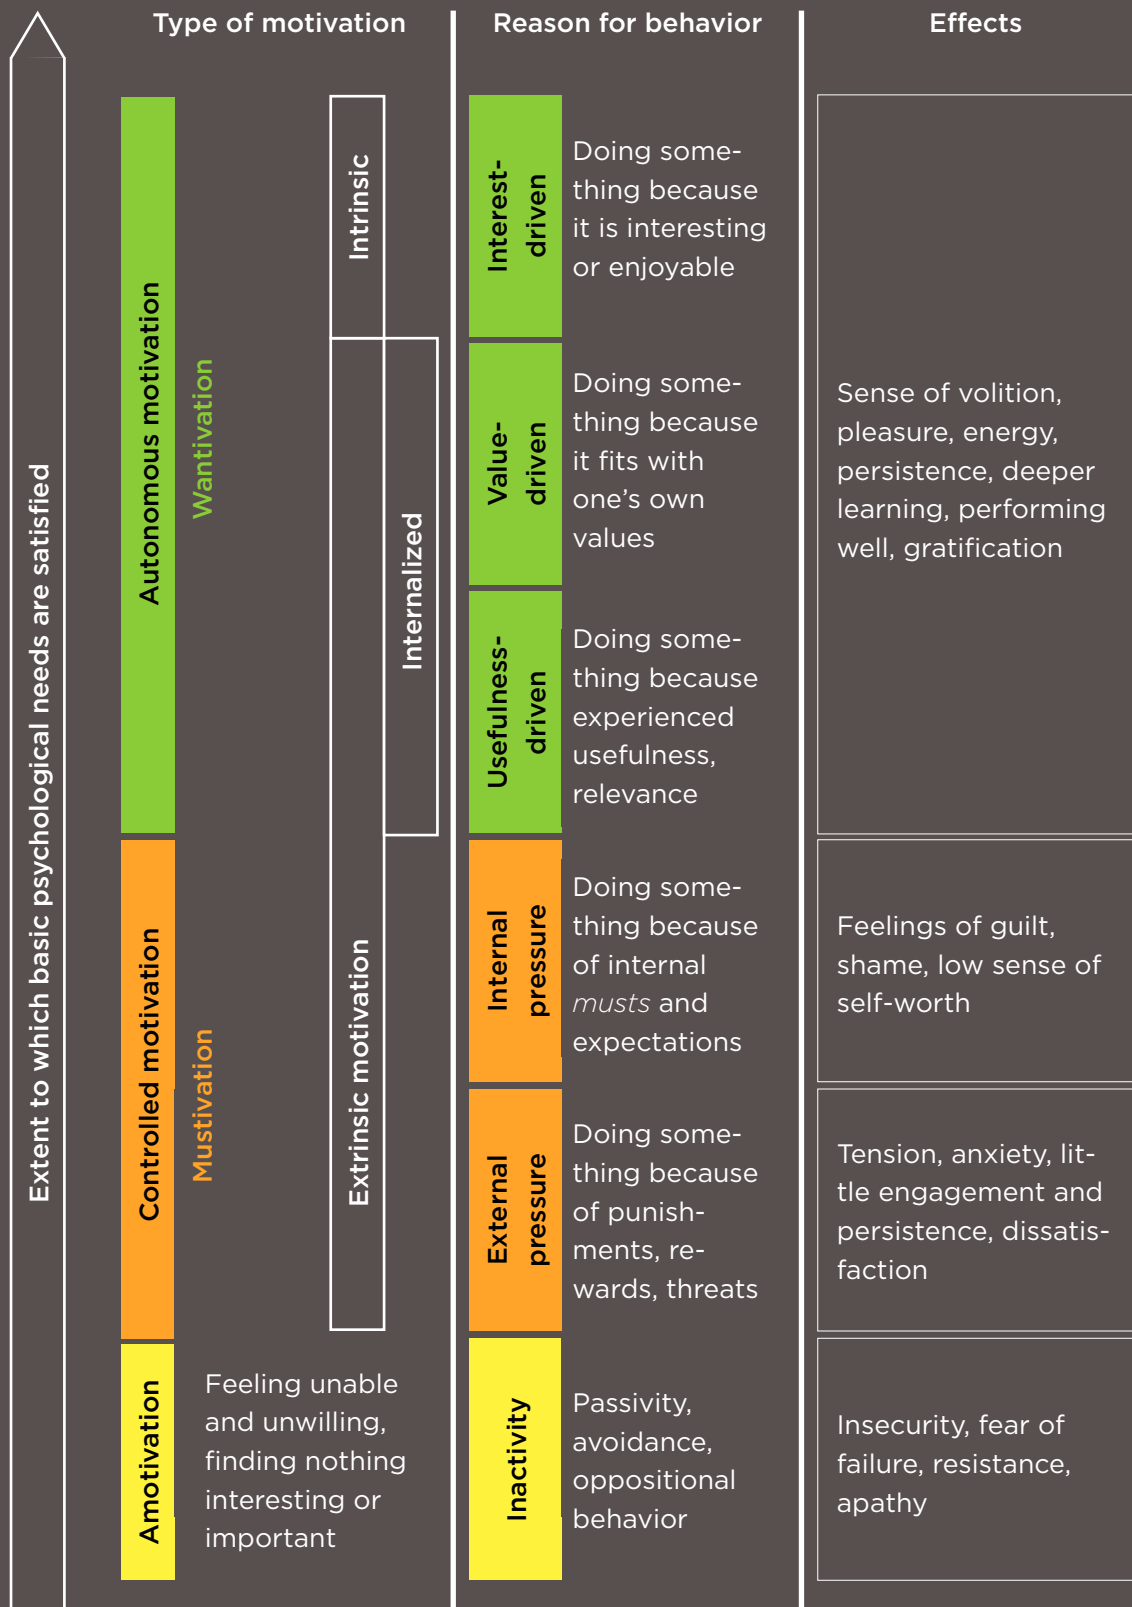 Type of motivation
Reason for behavior
Effects
Extent to which basic psychological needs are satisfied
Autonomous motivation
Wantivation
Intrinsic
Internalized
Extrinsic motivation
Interest-
driven
Doing some-
thing because
it is interesting
or enjoyable
Value-
driven
Doing some-
thing because
it fits with
one’s own
values
Usefulness-
driven
Doing some-
thing because
experienced
usefulness,
relevance
Sense of volition,
pleasure, energy,
persistence, deeper
learning, performing
well, gratification
Controlled motivation
Mustivation
Internal
pressure
Doing some-
thing because
of internal
musts and
expectations
Feelings of guilt,
shame, low sense of
self-worth
External
pressure
Doing some-
thing because
of punish-
ments, re-
wards, threats
Tension, anxiety, lit-
tle engagement and
persistence, dissatis-
faction
Amotivation
Feeling unable
and unwilling,
finding nothing
interesting or
important
Inactivity
Passivity,
avoidance,
oppositional
behavior
Insecurity, fear of
failure, resistance,
apathy